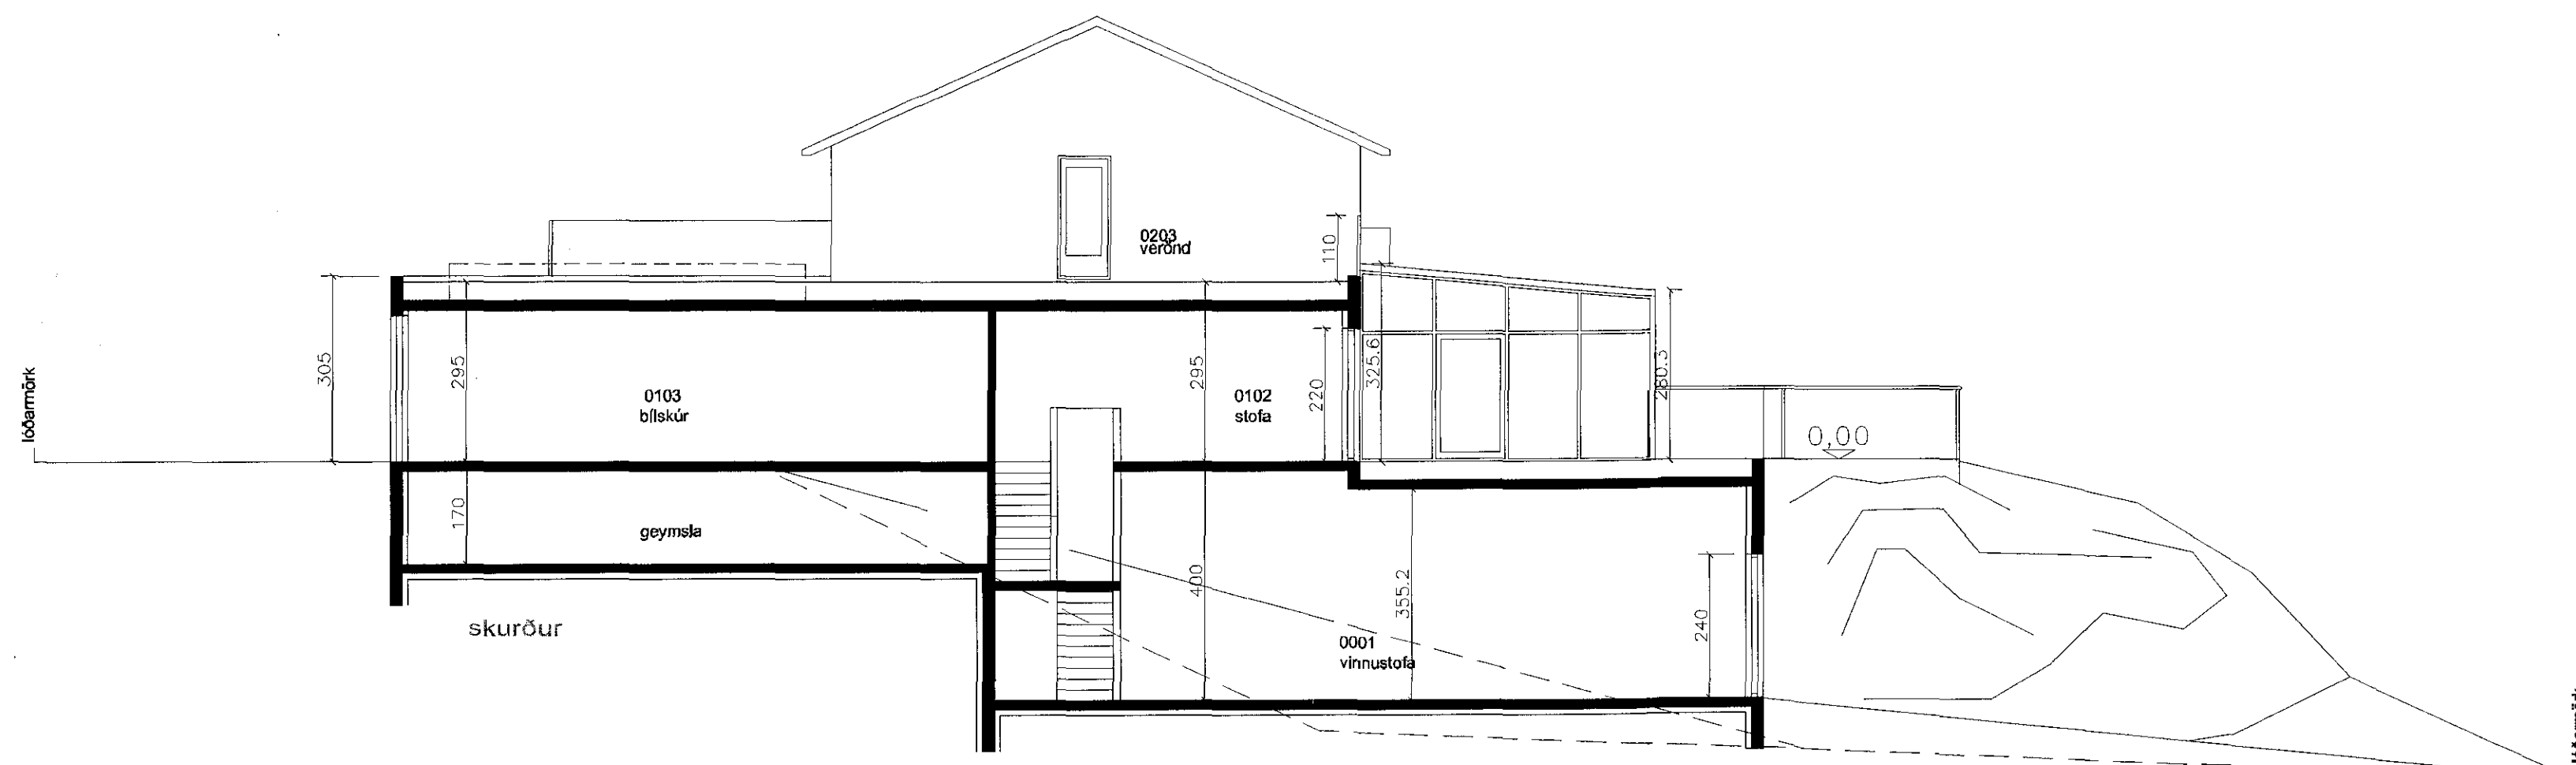 0203
verönd
110
305
295
295
220
325.6
280.3
0103
bílskúr
0102
stofa
lóðarmörk
0,00
170
geymsla
400
355.2
240
skurður
0001
vinnustofa